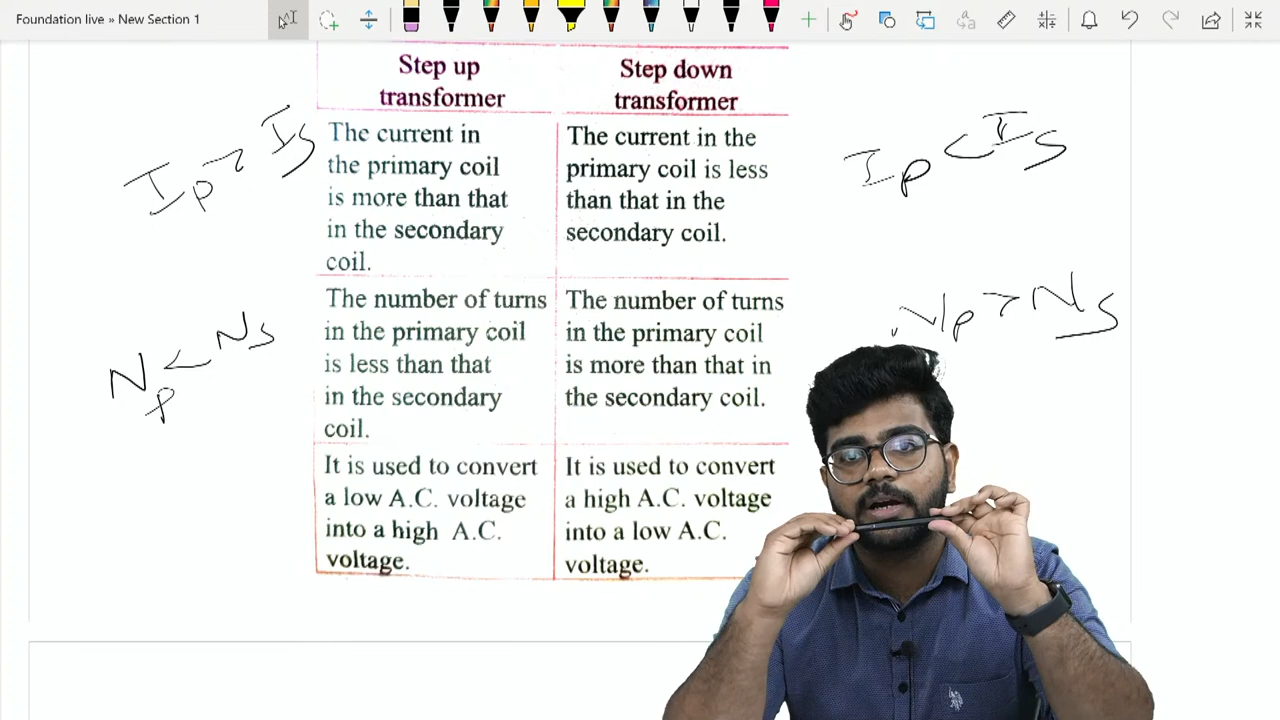 Foundation live » New Section 1
Step up
transformer
Step down
transformer
Ip > Is
The current in
the primary coil
is more than that
in the secondary
coil.
The current in the
primary coil is less
than that in the
secondary coil.
Ip < Is
Np < Ns
The number of turns
in the primary coil
is less than that
in the secondary
coil.
The number of turns
in the primary coil
is more than that in
the secondary coil.
Np > Ns
It is used to convert
a low A.C. voltage
into a high A.C.
voltage.
It is used to convert
a high A.C. voltage
into a low A.C.
voltage.